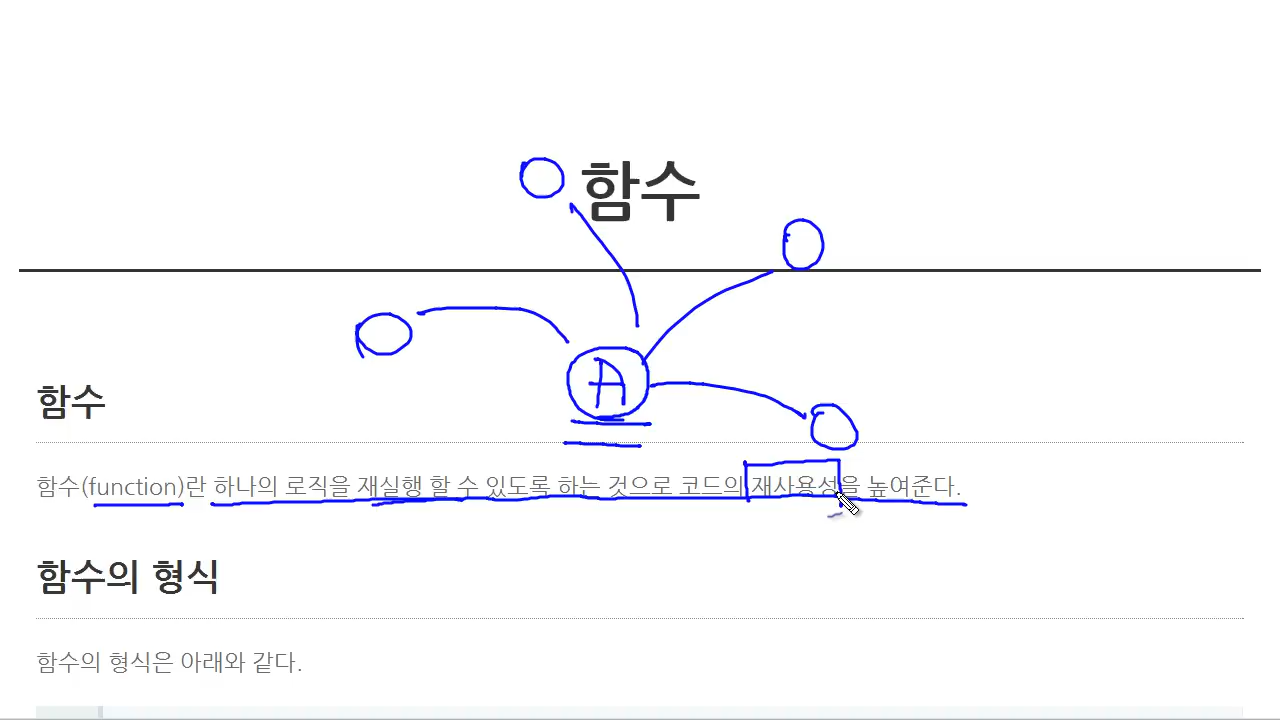 함수
A
함수
함수(function)란 하나의 로직을 재실행 할 수 있도록 하는 것으로 코드의 재사용성을 높여준다.
함수의 형식
함수의 형식은 아래와 같다.